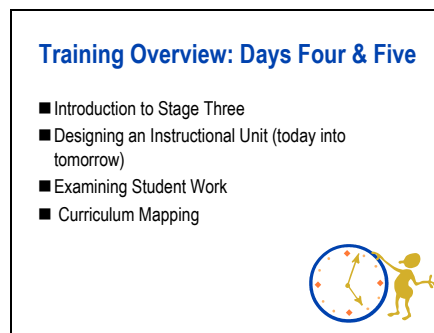 Training Overview: Days Four & Five
■ Introduction to Stage Three
■ Designing an Instructional Unit (today into
tomorrow)
■ Examining Student Work
■ Curriculum Mapping